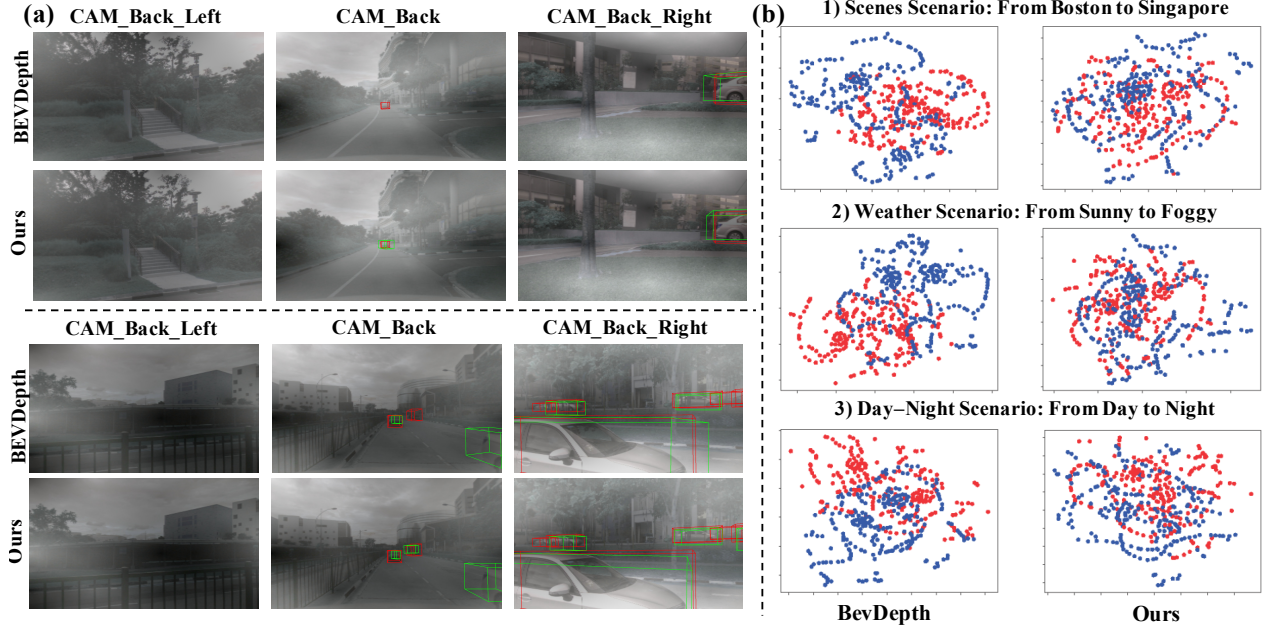 (a)
CAM_Back_Left
CAM_Back
CAM_Back_Right
BEVDepth
Ours
CAM_Back_Left
CAM_Back
CAM_Back_Right
BEVDepth
Ours
(b)
1) Scenes Scenario: From Boston to Singapore
2) Weather Scenario: From Sunny to Foggy
3) Day–Night Scenario: From Day to Night
BevDepth
Ours